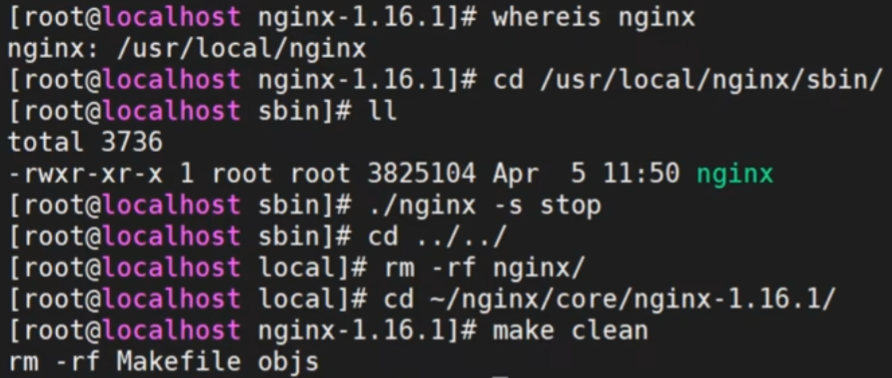 [root@localhost nginx-1.16.1]# whereis nginx
nginx: /usr/local/nginx
[root@localhost nginx-1.16.1]# cd /usr/local/nginx/sbin/
[root@localhost sbin]# ll
total 3736
-rwxr-xr-x 1 root root 3825104 Apr  5 11:50 nginx
[root@localhost sbin]# ./nginx -s stop
[root@localhost sbin]# cd ../../
[root@localhost local]# rm -rf nginx/
[root@localhost local]# cd ~/nginx/core/nginx-1.16.1/
[root@localhost nginx-1.16.1]# make clean
rm -rf Makefile objs